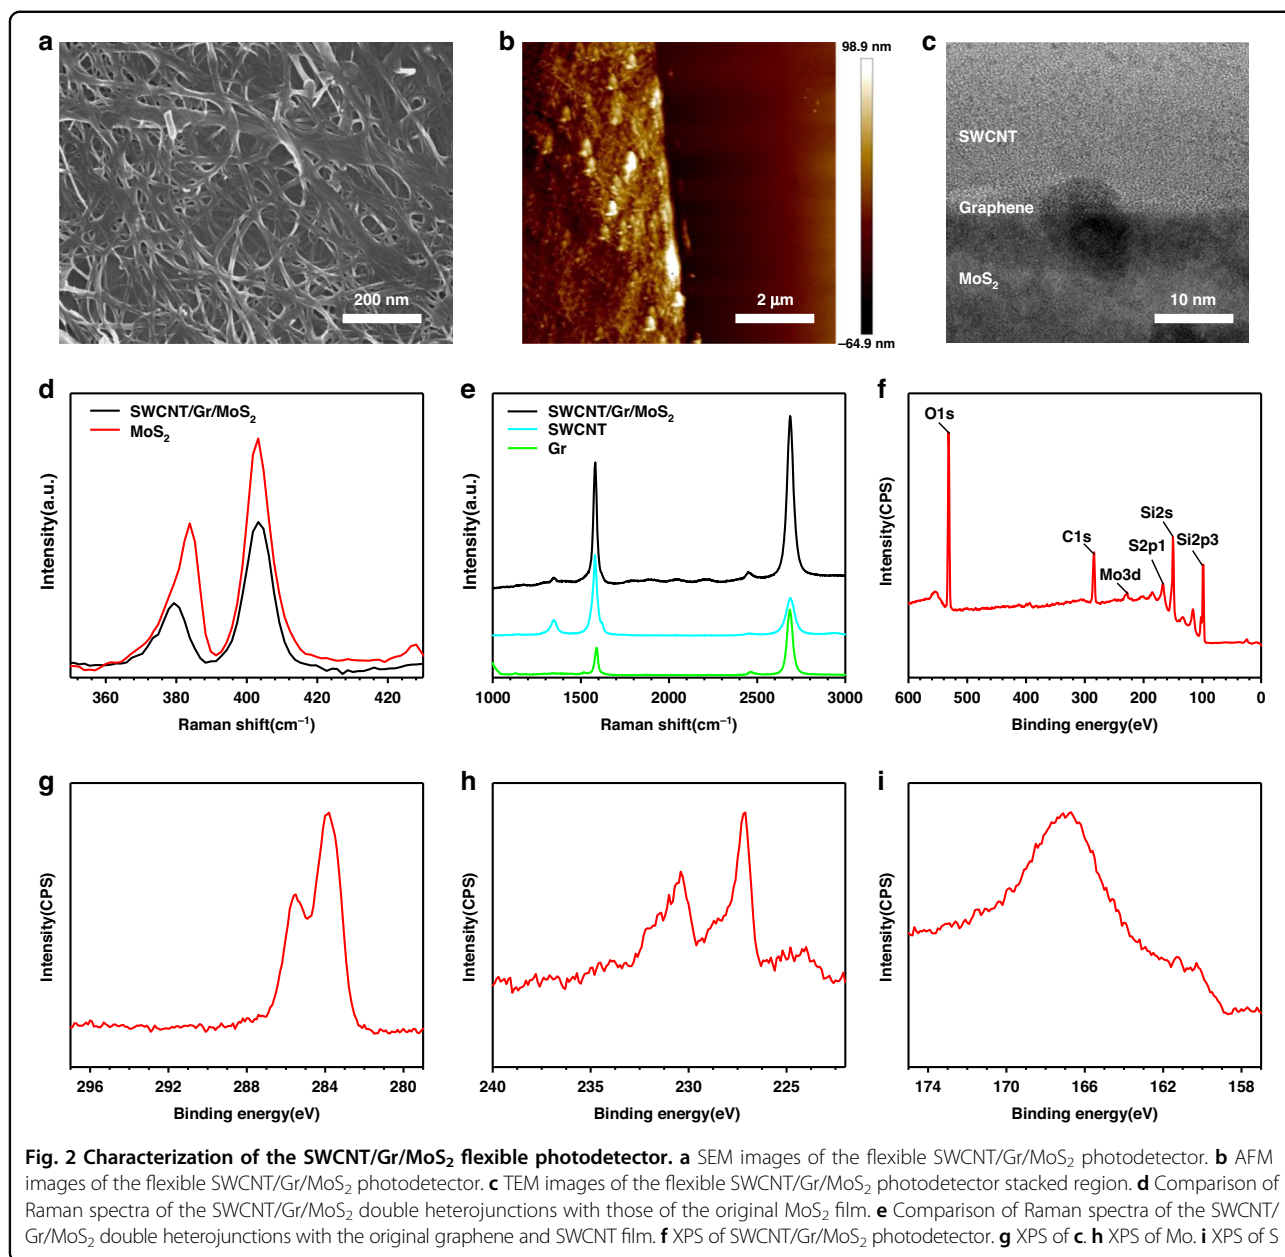 a
200 nm
b
98.9 nm
2 µm
−64.9 nm
c
SWCNT
Graphene
MoS2
10 nm
d
SWCNT/Gr/MoS2
MoS2
Intensity(a.u.)
360 380 400 420 420
Raman shift(cm−1)
e
SWCNT/Gr/MoS2
SWCNT
Gr
Intensity(a.u.)
1000 1500 2000 2500 3000
Raman shift(cm−1)
f
O1s
C1s
Mo3d
S2p1
Si2s
Si2p3
Intensity(CPS)
600 500 400 300 200 100 0
Binding energy(eV)
g
Intensity(CPS)
296 292 288 284 280
Binding energy(eV)
h
Intensity(CPS)
240 235 230 225
Binding energy(eV)
i
Intensity(CPS)
174 170 166 162 158
Binding energy(eV)
Fig. 2 Characterization of the SWCNT/Gr/MoS2 flexible photodetector. a SEM images of the flexible SWCNT/Gr/MoS2 photodetector. b AFM
images of the flexible SWCNT/Gr/MoS2 photodetector. c TEM images of the flexible SWCNT/Gr/MoS2 photodetector stacked region. d Comparison of
Raman spectra of the SWCNT/Gr/MoS2 double heterojunctions with those of the original MoS2 film. e Comparison of Raman spectra of the SWCNT/
Gr/MoS2 double heterojunctions with the original graphene and SWCNT film. f XPS of SWCNT/Gr/MoS2 photodetector. g XPS of c. h XPS of Mo. i XPS of S